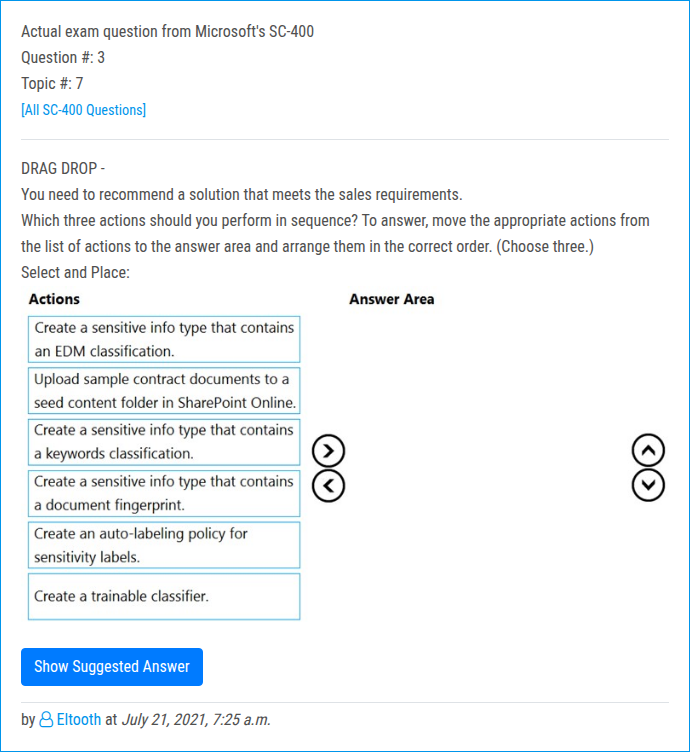 Actual exam question from Microsoft's SC-400
Question #: 3
Topic #: 7
[All SC-400 Questions]
DRAG DROP -
You need to recommend a solution that meets the sales requirements.
Which three actions should you perform in sequence? To answer, move the appropriate actions from
the list of actions to the answer area and arrange them in the correct order. (Choose three.)
Select and Place:
Actions
Answer Area
Create a sensitive info type that contains
an EDM classification.
Upload sample contract documents to a
seed content folder in SharePoint Online.
Create a sensitive info type that contains
a keywords classification.
Create a sensitive info type that contains
a document fingerprint.
Create an auto-labeling policy for
sensitivity labels.
Create a trainable classifier.
Show Suggested Answer
by Eltooth at July 21, 2021, 7:25 a.m.